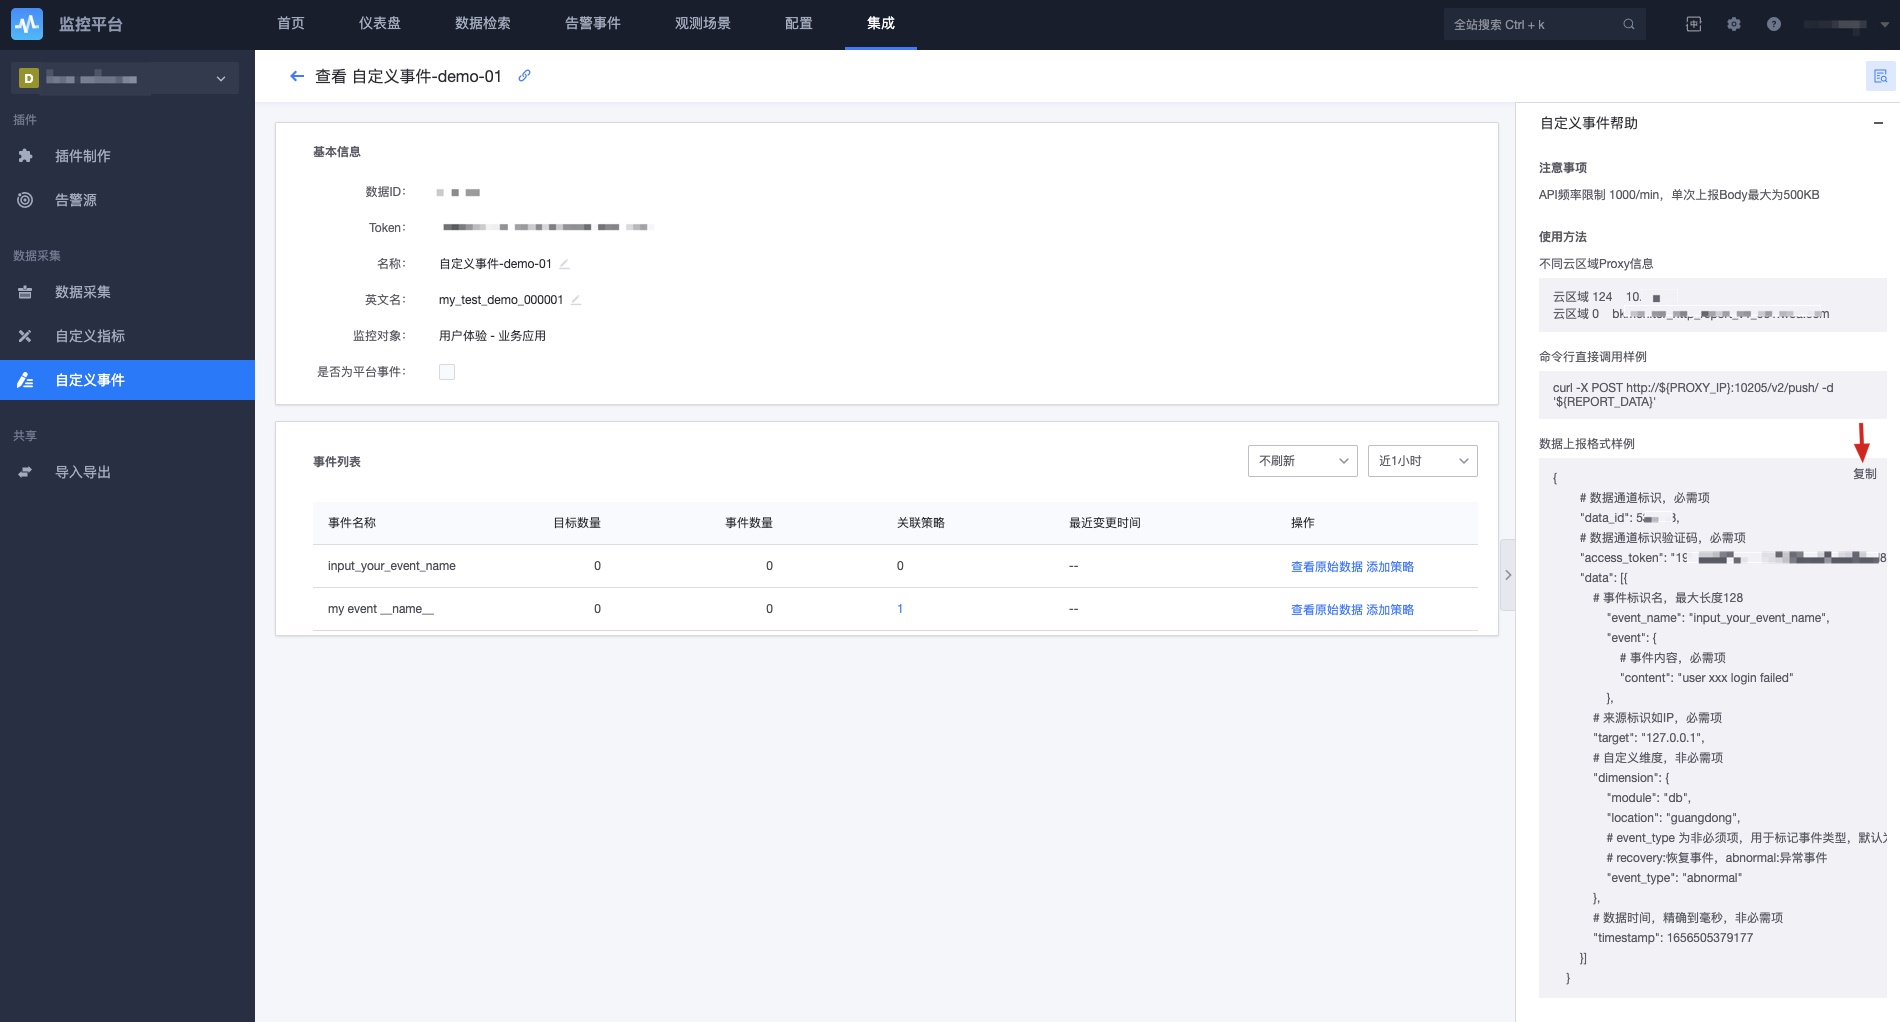 监控平台
首页
仪表盘
数据检索
告警事件
观测场景
配置
集成
全站搜索 Ctrl + k
D
插件
插件制作
告警源
数据采集
数据采集
自定义指标
自定义事件
共享
导入导出
查看 自定义事件-demo-01
基本信息
数据ID：
Token：
名称： 自定义事件-demo-01
英文名： my_test_demo_000001
监控对象： 用户体验 - 业务应用
是否为平台事件：
事件列表
不刷新
近1小时
事件名称 目标数量 事件数量 关联策略 最近变更时间 操作
input_your_event_name 0 0 0 -- 查看原始数据 添加策略
my event __name__ 0 0 1 -- 查看原始数据 添加策略
自定义事件帮助
注意事项
API频率限制 1000/min，单次上报Body最大为500KB
使用方法
不同云区域Proxy信息
云区域 124 10.
云区域 0
命令行直接调用样例
curl -X POST http://${PROXY_IP}:10205/v2/push/ -d
'${REPORT_DATA}'
数据上报格式样例
复制
{
# 数据通道标识，必需项
"data_id":
# 数据通道标识验证码，必需项
"access_token": "19
"data": [{
# 事件标识名，最大长度128
"event_name": "input_your_event_name",
"event": {
# 事件内容，必需项
"content": "user xxx login failed"
},
# 来源标识如IP，必需项
"target": "127.0.0.1",
# 自定义维度，非必需项
"dimension": {
"module": "db",
"location": "guangdong",
# event_type 为非必须项，用于标记事件类型，默认
# recovery:恢复事件，abnormal:异常事件
"event_type": "abnormal"
},
# 数据时间，精确到毫秒，非必需项
"timestamp": 1656505379177
}]
}